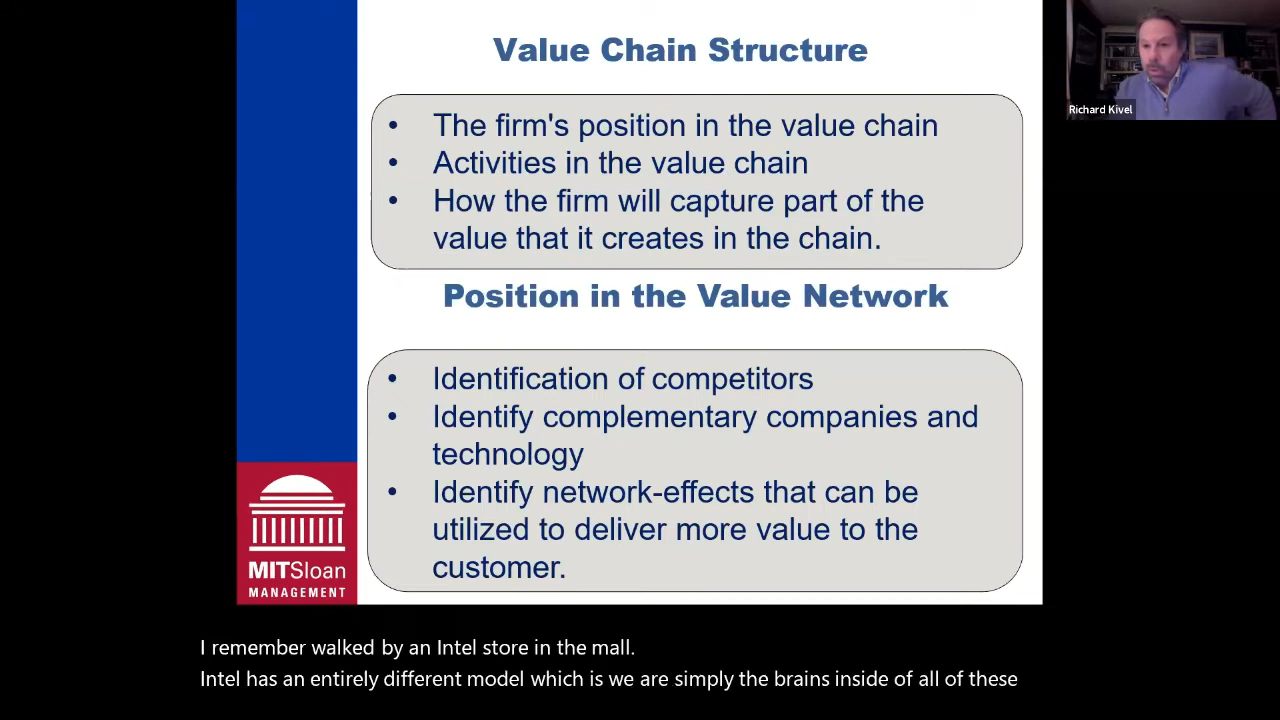 Value Chain Structure
• The firm's position in the value chain
• Activities in the value chain
• How the firm will capture part of the
value that it creates in the chain.
Position in the Value Network
• Identification of competitors
• Identify complementary companies and
technology
• Identify network-effects that can be
utilized to deliver more value to the
customer.
MITSloan
MANAGEMENT
Richard Kivel
I remember walked by an Intel store in the mall.
Intel has an entirely different model which is we are simply the brains inside of all of these